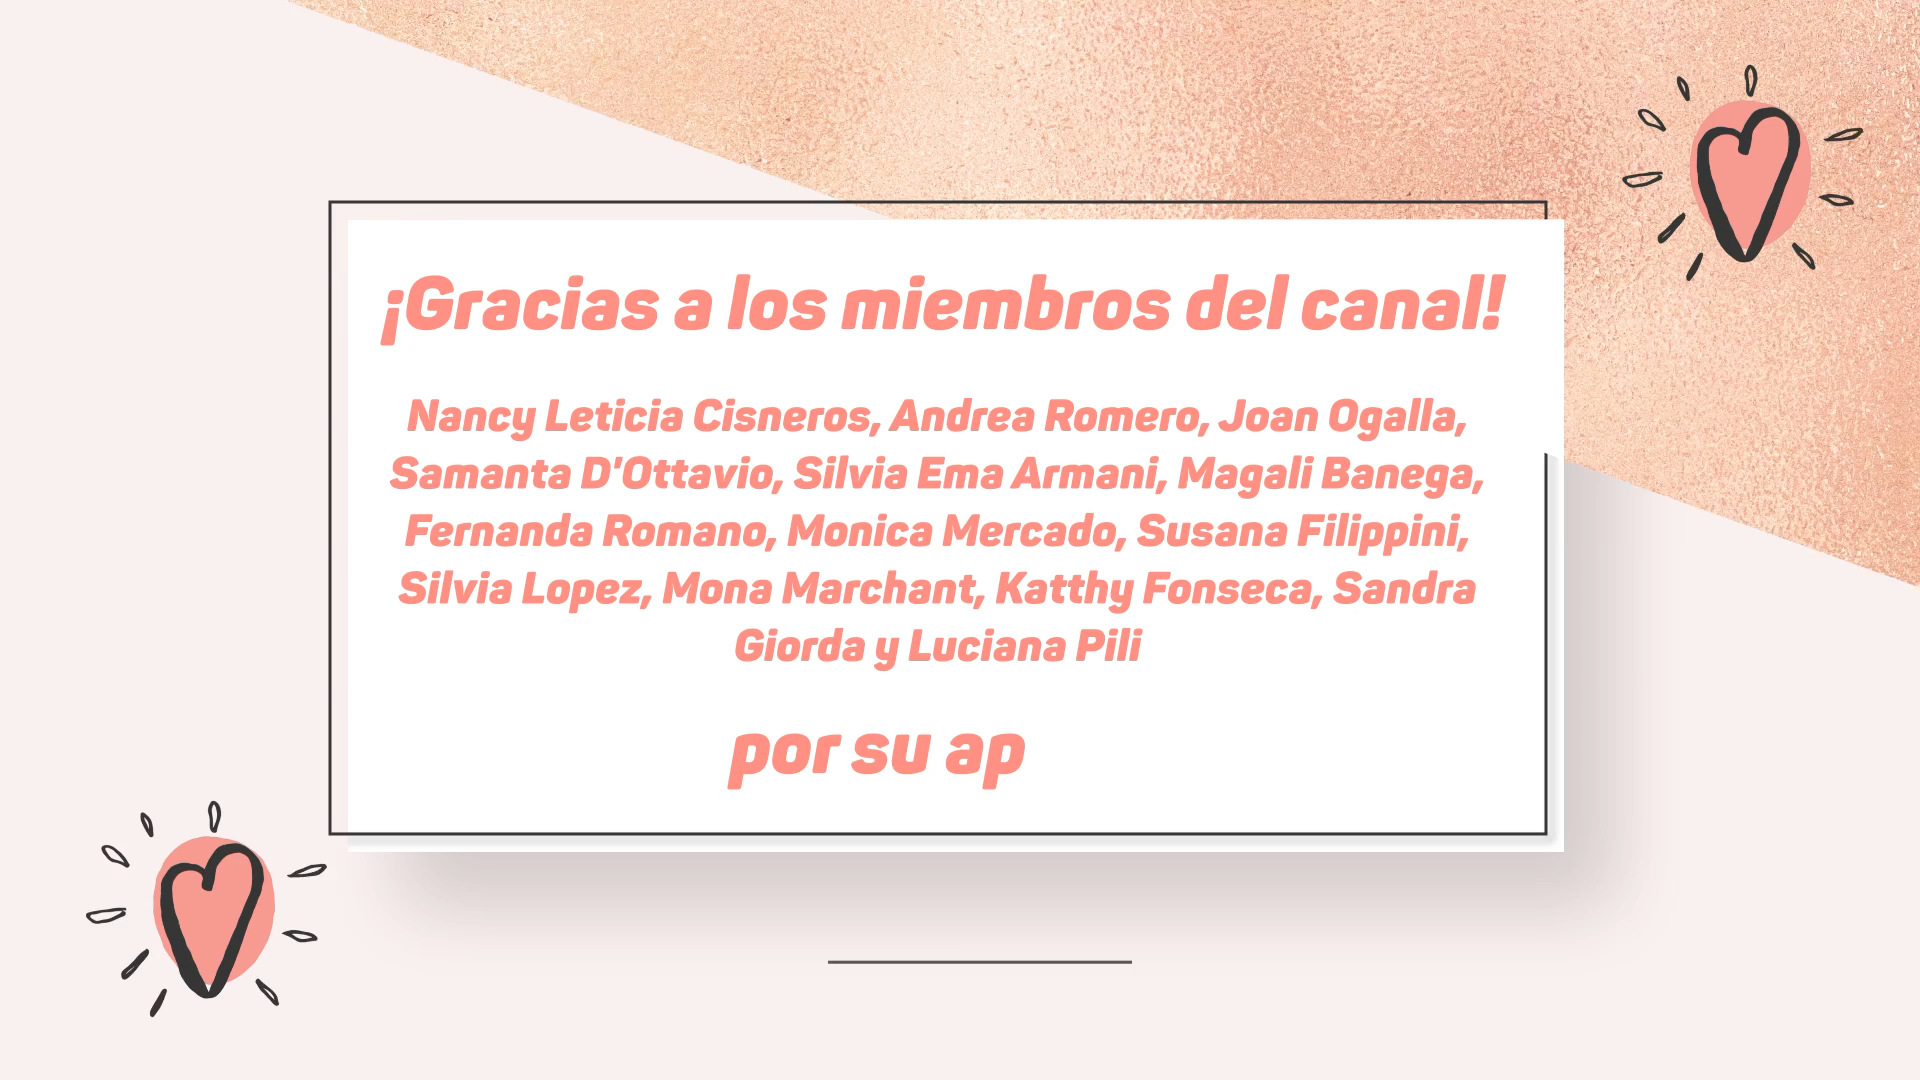 ¡Gracias a los miembros del canal!
Nancy Leticia Cisneros, Andrea Romero, Joan Ogalla,
Samanta D'Ottavio, Silvia Ema Armani, Magali Banega,
Fernanda Romano, Monica Mercado, Susana Filippini,
Silvia Lopez, Mona Marchant, Katthy Fonseca, Sandra
Giorda y Luciana Pili
por su ap